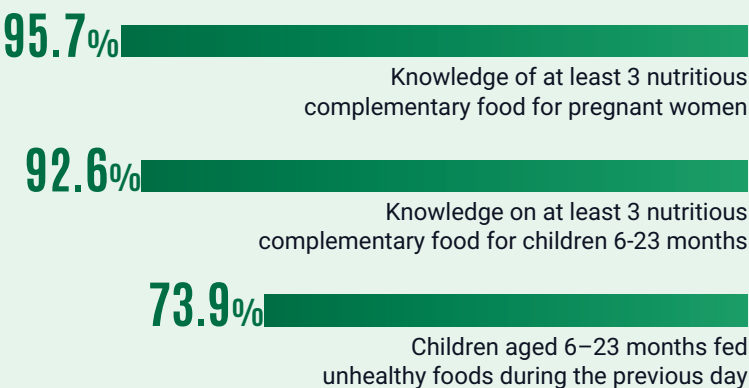 95.7%
Knowledge of at least 3 nutritious
complementary food for pregnant women
92.6%
Knowledge on at least 3 nutritious
complementary food for children 6-23 months
73.9%
Children aged 6–23 months fed
unhealthy foods during the previous day